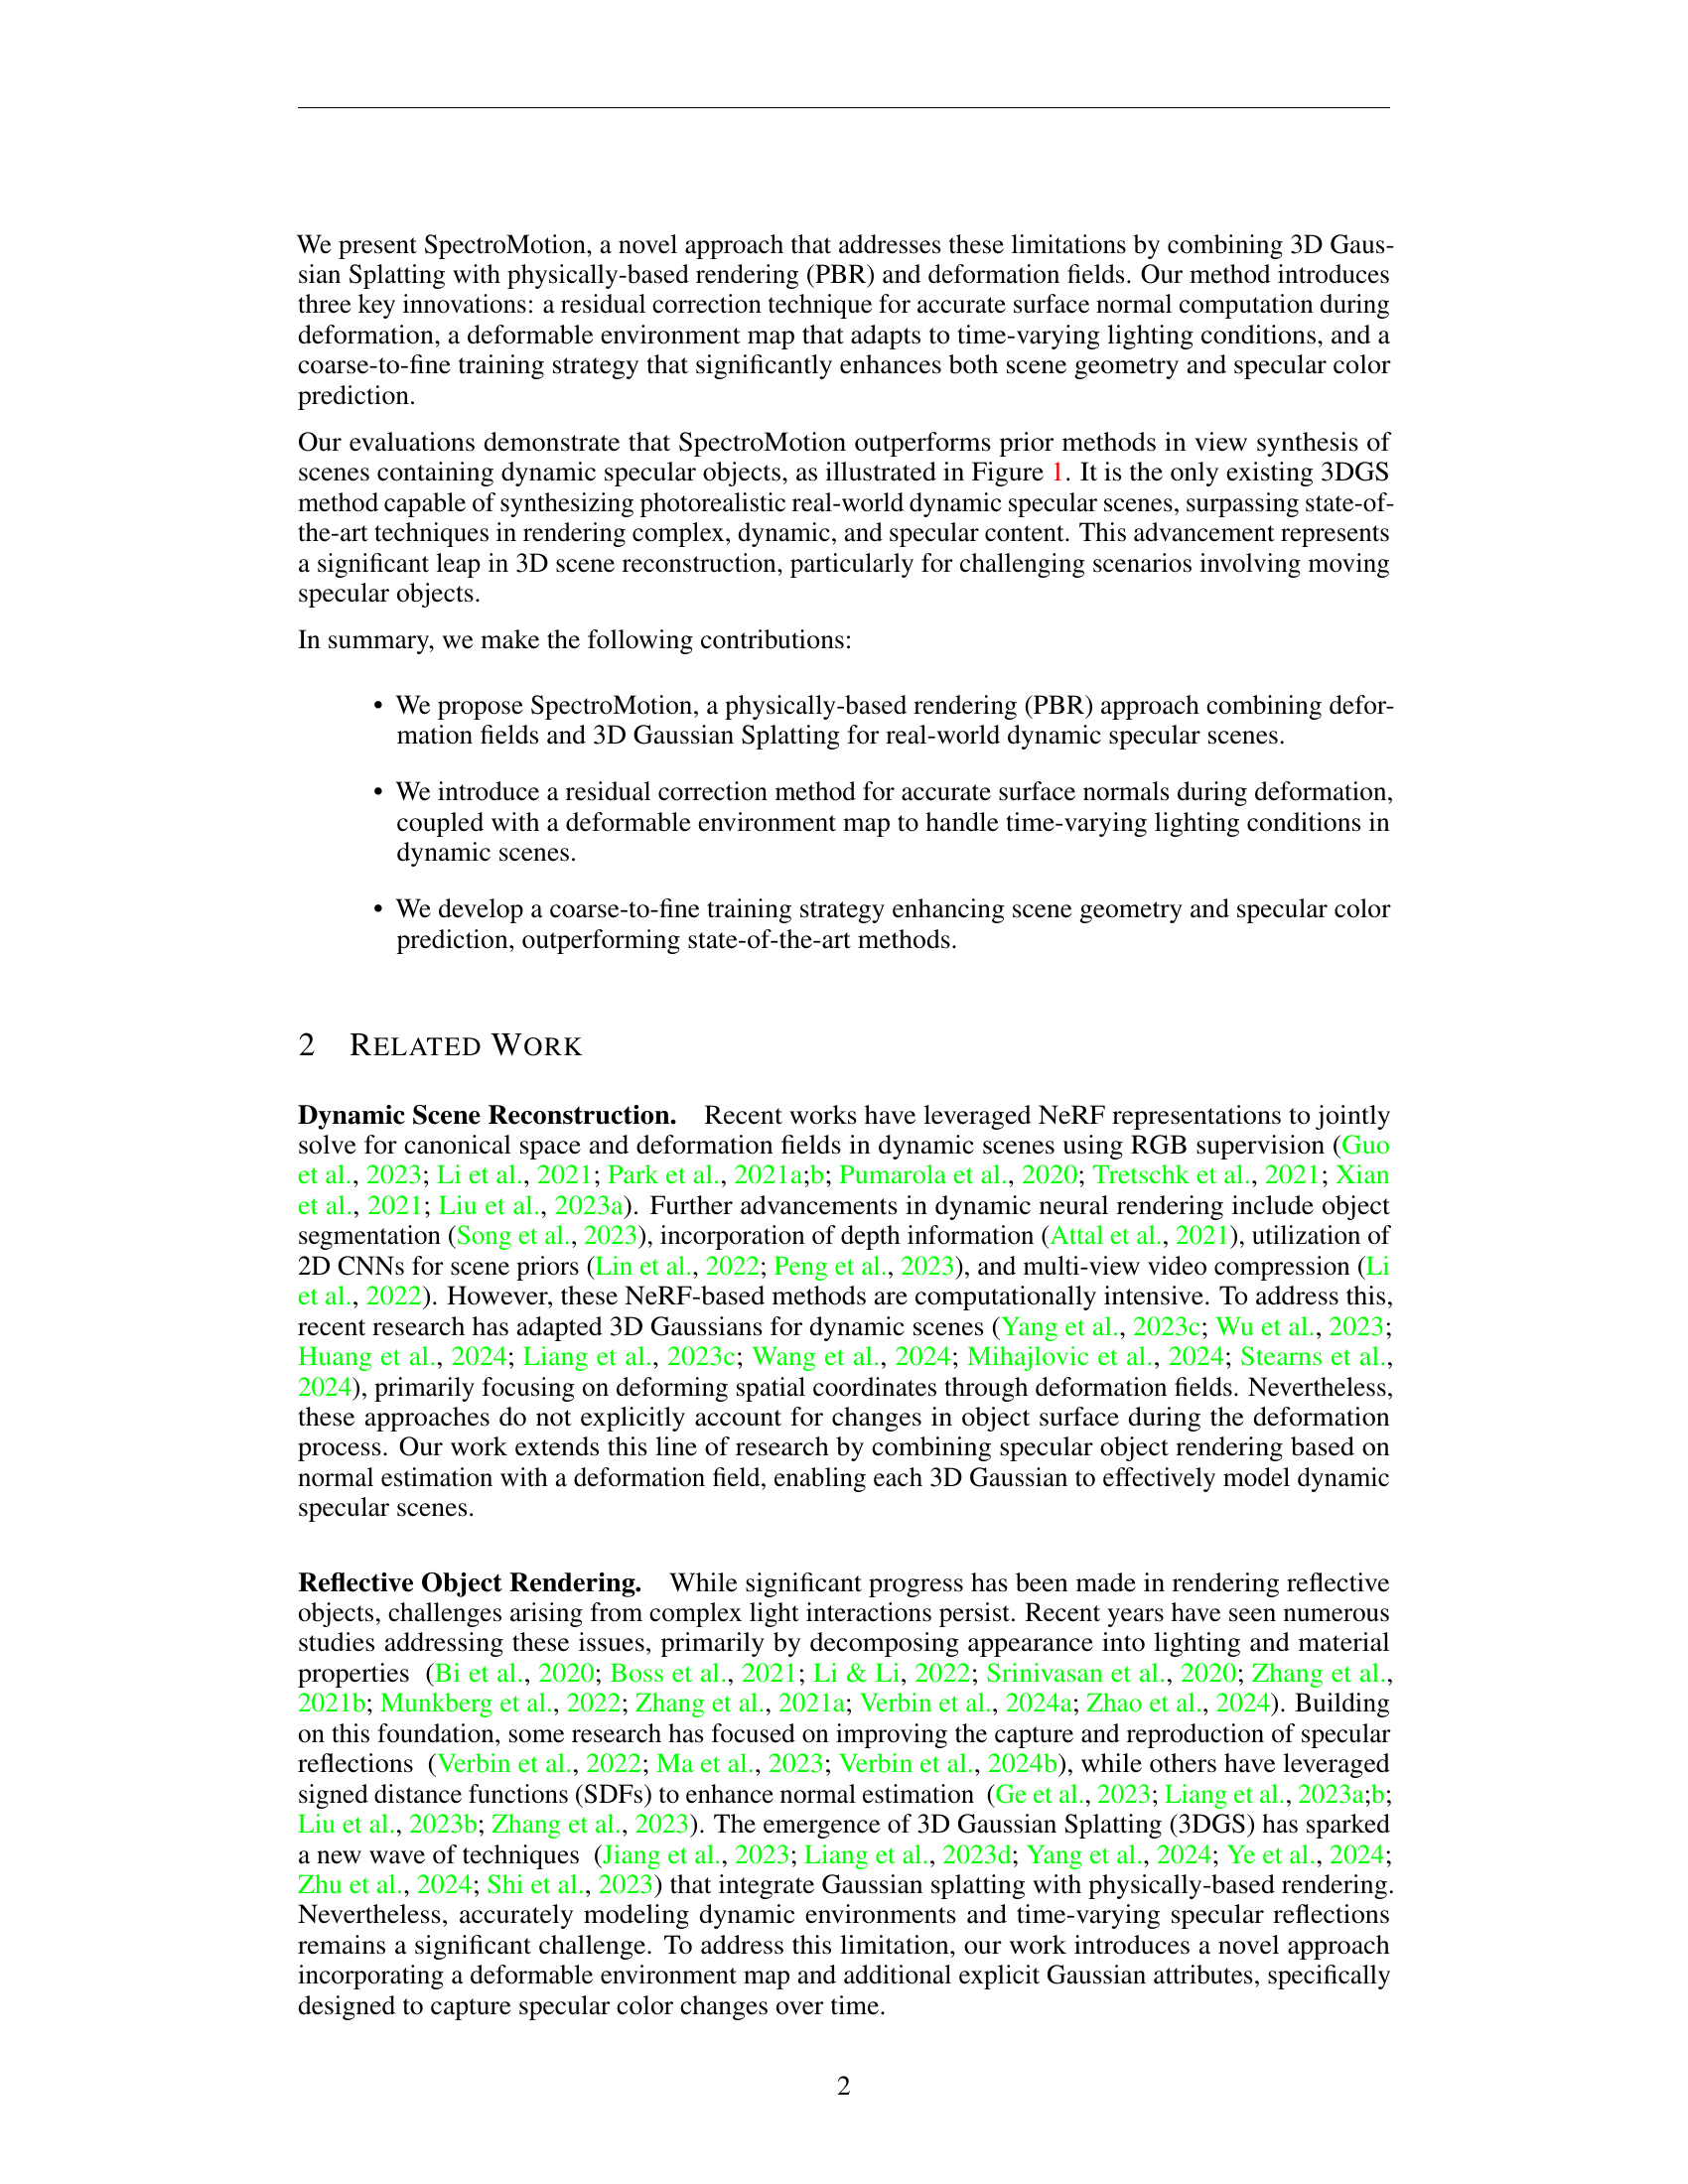 We present SpectroMotion, a novel approach that addresses these limitations by combining 3D Gaus-
sian Splatting with physically-based rendering (PBR) and deformation fields. Our method introduces
three key innovations: a residual correction technique for accurate surface normal computation during
deformation, a deformable environment map that adapts to time-varying lighting conditions, and a
coarse-to-fine training strategy that significantly enhances both scene geometry and specular color
prediction.
Our evaluations demonstrate that SpectroMotion outperforms prior methods in view synthesis of
scenes containing dynamic specular objects, as illustrated in Figure 1. It is the only existing 3DGS
method capable of synthesizing photorealistic real-world dynamic specular scenes, surpassing state-of-
the-art techniques in rendering complex, dynamic, and specular content. This advancement represents
a significant leap in 3D scene reconstruction, particularly for challenging scenarios involving moving
specular objects.
In summary, we make the following contributions:
• We propose SpectroMotion, a physically-based rendering (PBR) approach combining defor-
mation fields and 3D Gaussian Splatting for real-world dynamic specular scenes.
• We introduce a residual correction method for accurate surface normals during deformation,
coupled with a deformable environment map to handle time-varying lighting conditions in
dynamic scenes.
• We develop a coarse-to-fine training strategy enhancing scene geometry and specular color
prediction, outperforming state-of-the-art methods.
2 RELATED WORK
Dynamic Scene Reconstruction. Recent works have leveraged NeRF representations to jointly
solve for canonical space and deformation fields in dynamic scenes using RGB supervision (Guo
et al., 2023; Li et al., 2021; Park et al., 2021a;b; Pumarola et al., 2020; Tretschk et al., 2021; Xian
et al., 2021; Liu et al., 2023a). Further advancements in dynamic neural rendering include object
segmentation (Song et al., 2023), incorporation of depth information (Attal et al., 2021), utilization of
2D CNNs for scene priors (Lin et al., 2022; Peng et al., 2023), and multi-view video compression (Li
et al., 2022). However, these NeRF-based methods are computationally intensive. To address this,
recent research has adapted 3D Gaussians for dynamic scenes (Yang et al., 2023c; Wu et al., 2023;
Huang et al., 2024; Liang et al., 2023c; Wang et al., 2024; Mihajlovic et al., 2024; Stearns et al.,
2024), primarily focusing on deforming spatial coordinates through deformation fields. Nevertheless,
these approaches do not explicitly account for changes in object surface during the deformation
process. Our work extends this line of research by combining specular object rendering based on
normal estimation with a deformation field, enabling each 3D Gaussian to effectively model dynamic
specular scenes.
Reflective Object Rendering. While significant progress has been made in rendering reflective
objects, challenges arising from complex light interactions persist. Recent years have seen numerous
studies addressing these issues, primarily by decomposing appearance into lighting and material
properties (Bi et al., 2020; Boss et al., 2021; Li & Li, 2022; Srinivasan et al., 2020; Zhang et al.,
2021b; Munkberg et al., 2022; Zhang et al., 2021a; Verbin et al., 2024a; Zhao et al., 2024). Building
on this foundation, some research has focused on improving the capture and reproduction of specular
reflections (Verbin et al., 2022; Ma et al., 2023; Verbin et al., 2024b), while others have leveraged
signed distance functions (SDFs) to enhance normal estimation (Ge et al., 2023; Liang et al., 2023a;b;
Liu et al., 2023b; Zhang et al., 2023). The emergence of 3D Gaussian Splatting (3DGS) has sparked
a new wave of techniques (Jiang et al., 2023; Liang et al., 2023d; Yang et al., 2024; Ye et al., 2024;
Zhu et al., 2024; Shi et al., 2023) that integrate Gaussian splatting with physically-based rendering.
Nevertheless, accurately modeling dynamic environments and time-varying specular reflections
remains a significant challenge. To address this limitation, our work introduces a novel approach
incorporating a deformable environment map and additional explicit Gaussian attributes, specifically
designed to capture specular color changes over time.
2